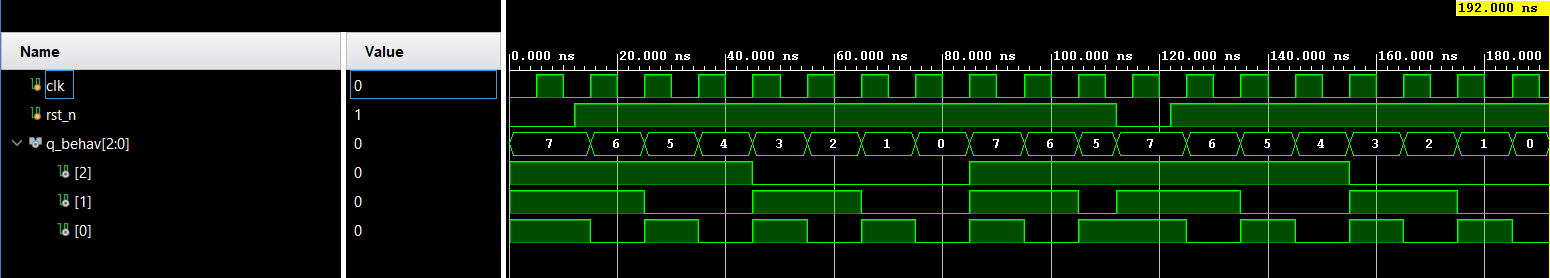 192.000 ns
Name Value
0.000 ns 20.000 ns 40.000 ns 60.000 ns 80.000 ns 100.000 ns 120.000 ns 140.000 ns 160.000 ns 180.000
clk 0
rst_n 1
q_behav[2:0] 0 7 6 5 4 3 2 1 0 7 6 5 7 6 5 4 3 2 1 0
[2] 0
[1] 0
[0] 0